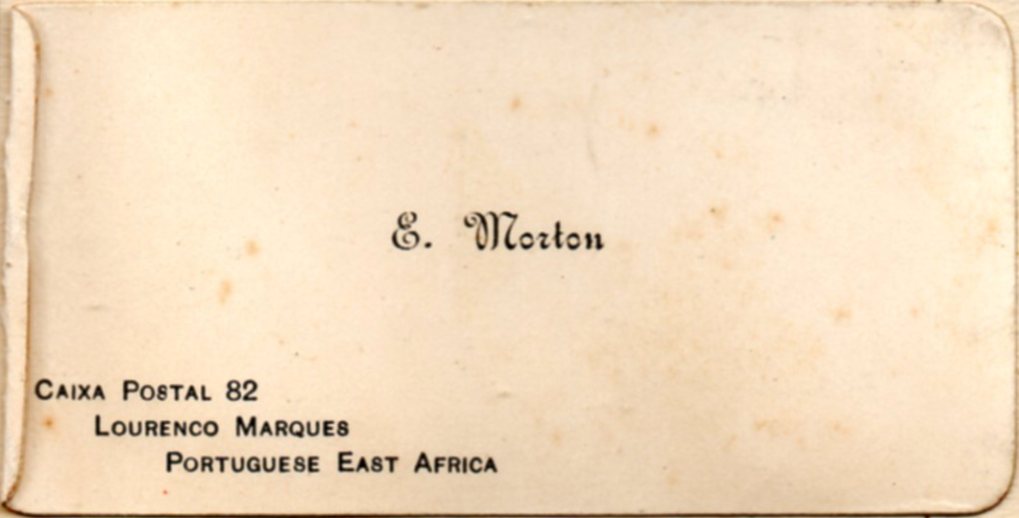 E. Morton
CAIXA POSTAL 82
LOURENCO MARQUES
PORTUGUESE EAST AFRICA